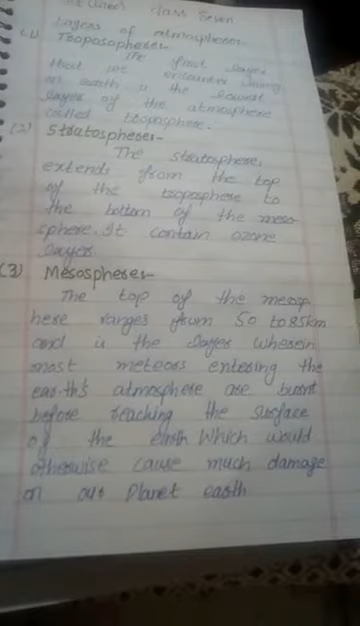 class seven
Layers of atmosphere-
(1) Troposphere-
The first layer
that we encounter living
on earth is the lowest
layer of the atmosphere
called troposphere.
(2) Stratosphere-
The stratosphere,
extends from the top
of the troposphere to
the bottom of the meso
sphere. It contain ozone
layer.
(3) Mesosphere-
The top of the mesosp
here ranges from 50 to 85km
and is the layer wherein
most meteors entering the
earth's atmosphere are burnt
before reaching the surface
of the earth Which would
otherwise cause much damage
on our Planet earth